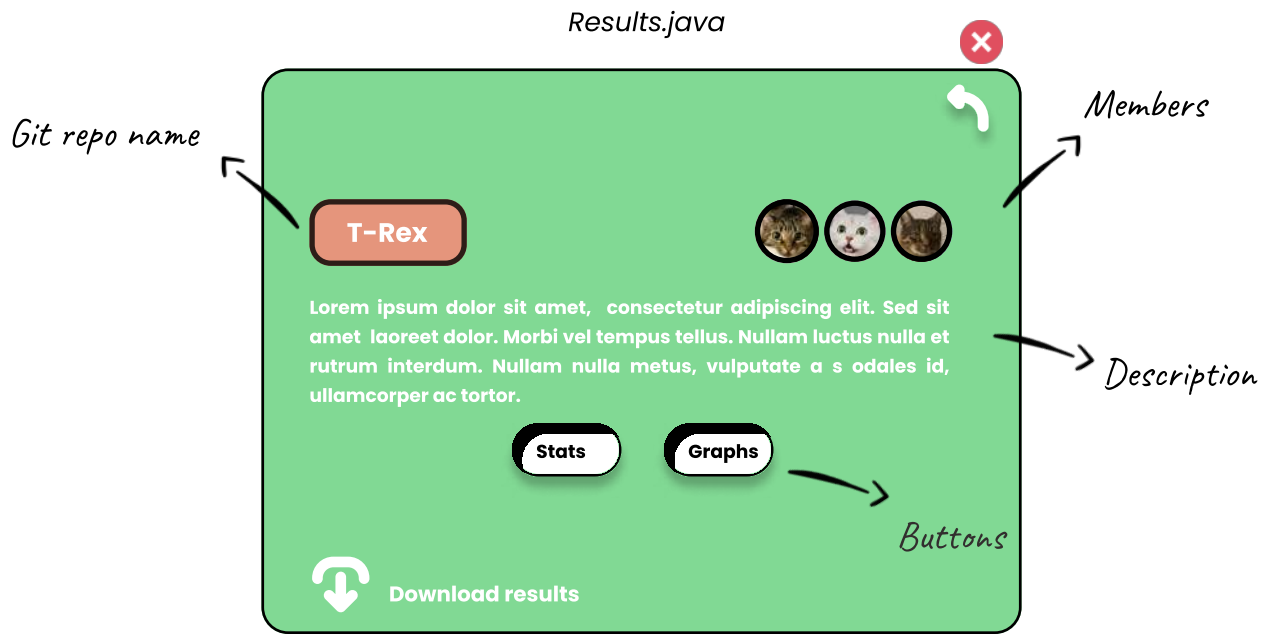 Results.java
Members
Git repo name
T-Rex
Lorem ipsum dolor sit amet, consectetur adipiscing elit. Sed sit
amet laoreet dolor. Morbi vel tempus tellus. Nullam luctus nulla et
rutrum interdum. Nullam nulla metus, vulputate a s odales id,
ullamcorper ac tortor.
Description
Stats
Graphs
Buttons
Download results